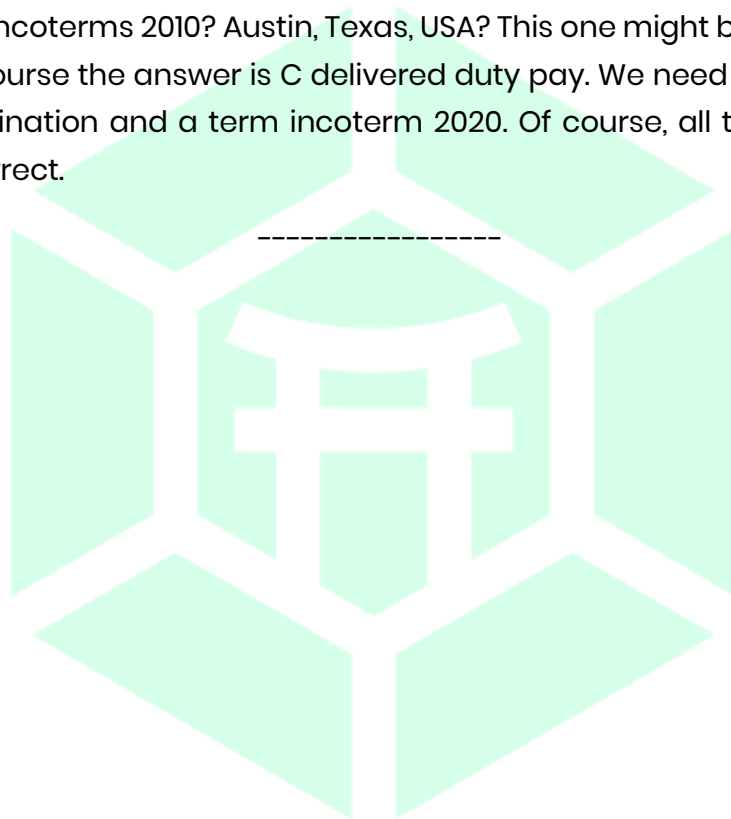 ncoterms 2010? Austin, Texas, USA? This one might b
ourse the answer is C delivered duty pay. We need
ination and a term incoterm 2020. Of course, all t
rrect.
-----------------